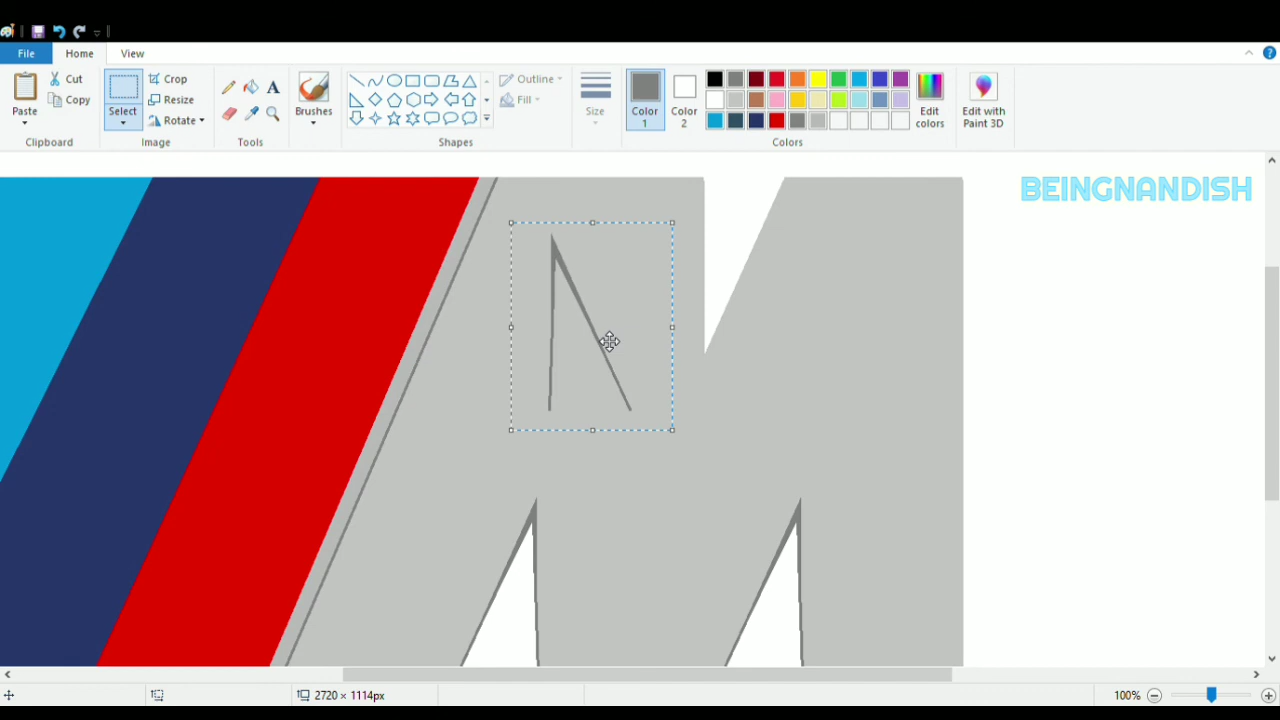 File Home View
Paste
Cut
Copy
Clipboard
Select
Crop
Resize
Rotate
Image
A
Tools
Brushes
Outline
Fill
Shapes
Size
Color 1
Color 2
Edit colors
Colors
Edit with Paint 3D
BEINGNANDISH
M
2720 × 1114px
100%